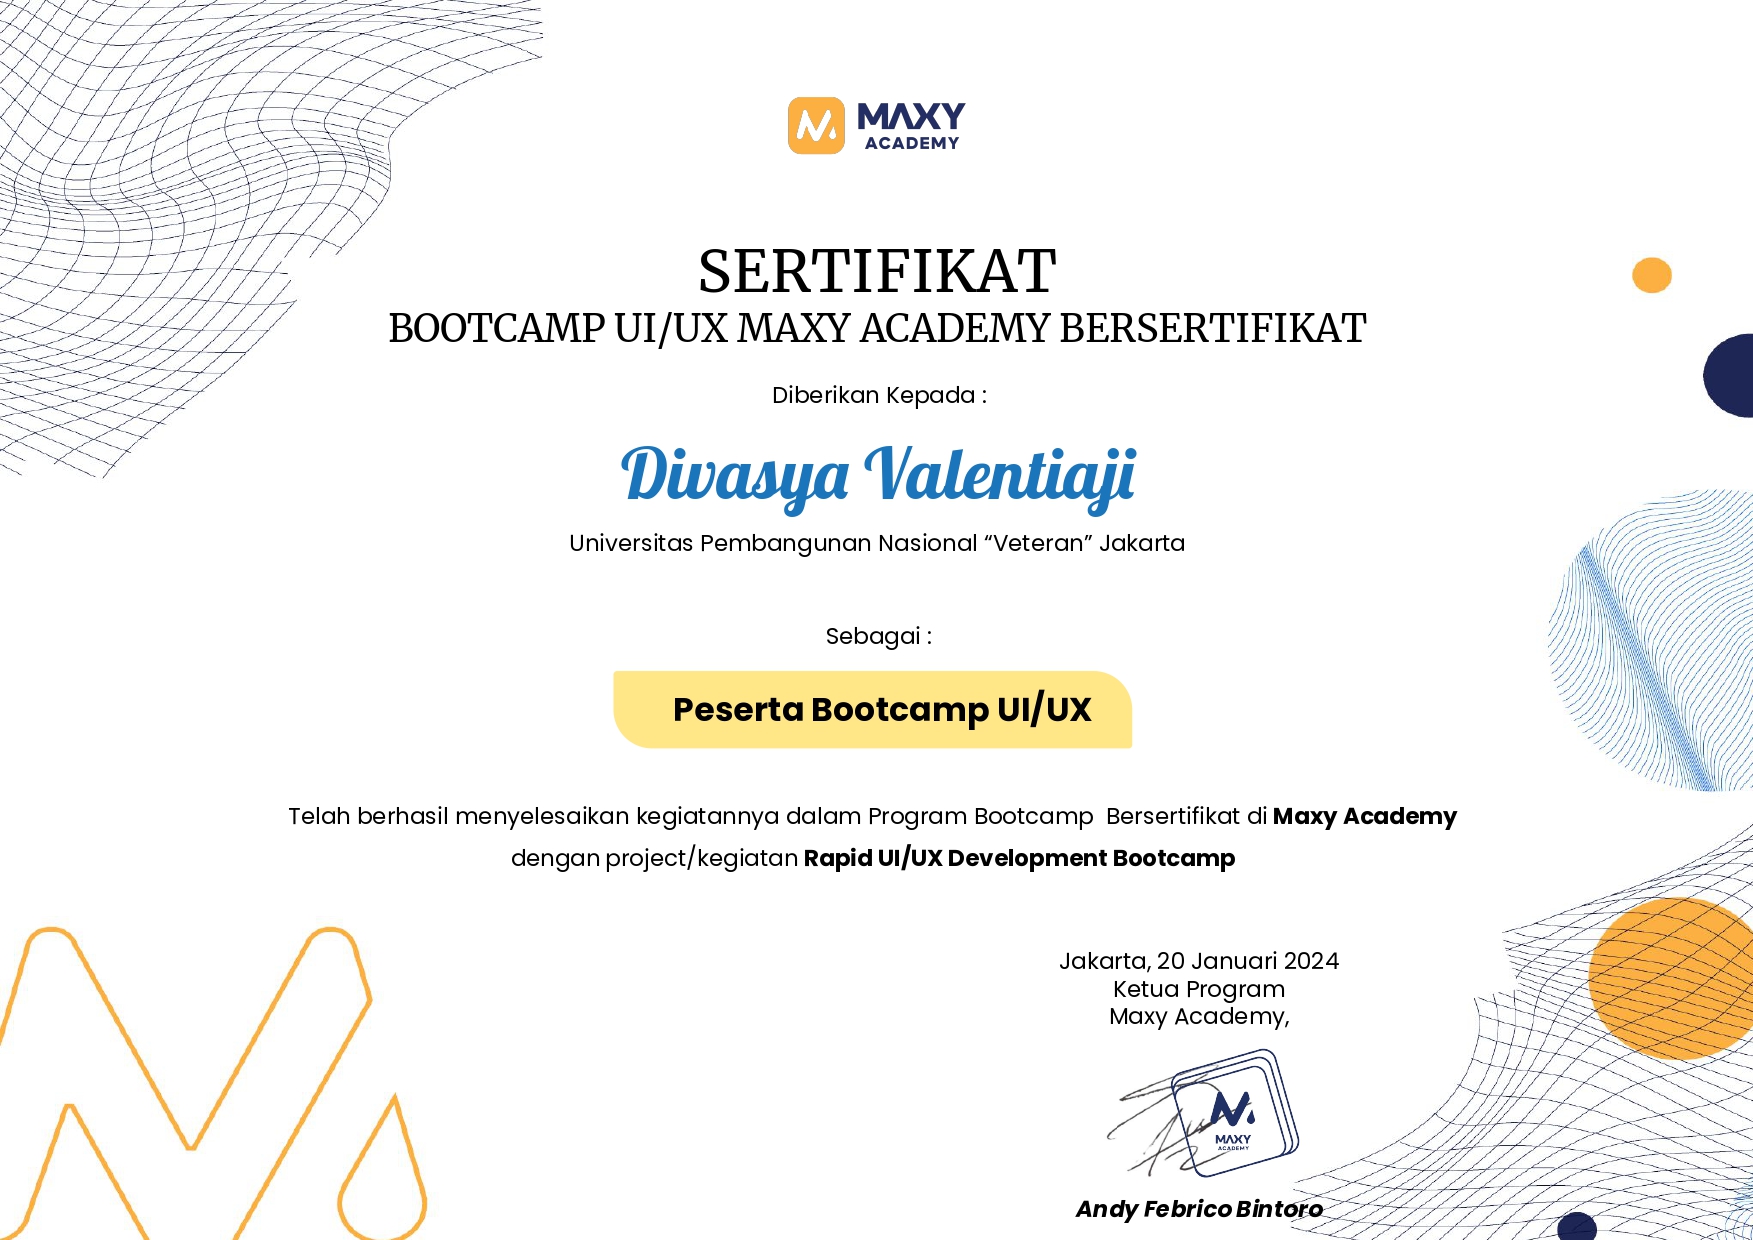 MAXY
ACADEMY
SERTIFIKAT
BOOTCAMP UI/UX MAXY ACADEMY BERSERTIFIKAT
Diberikan Kepada :
Divasya Valentiaji
Universitas Pembangunan Nasional “Veteran” Jakarta
Sebagai :
Peserta Bootcamp UI/UX
Telah berhasil menyelesaikan kegiatannya dalam Program Bootcamp Bersertifikat di Maxy Academy
dengan project/kegiatan Rapid UI/UX Development Bootcamp
Jakarta, 20 Januari 2024
Ketua Program
Maxy Academy,
MAXY
ACADEMY
Andy Febrico Bintoro